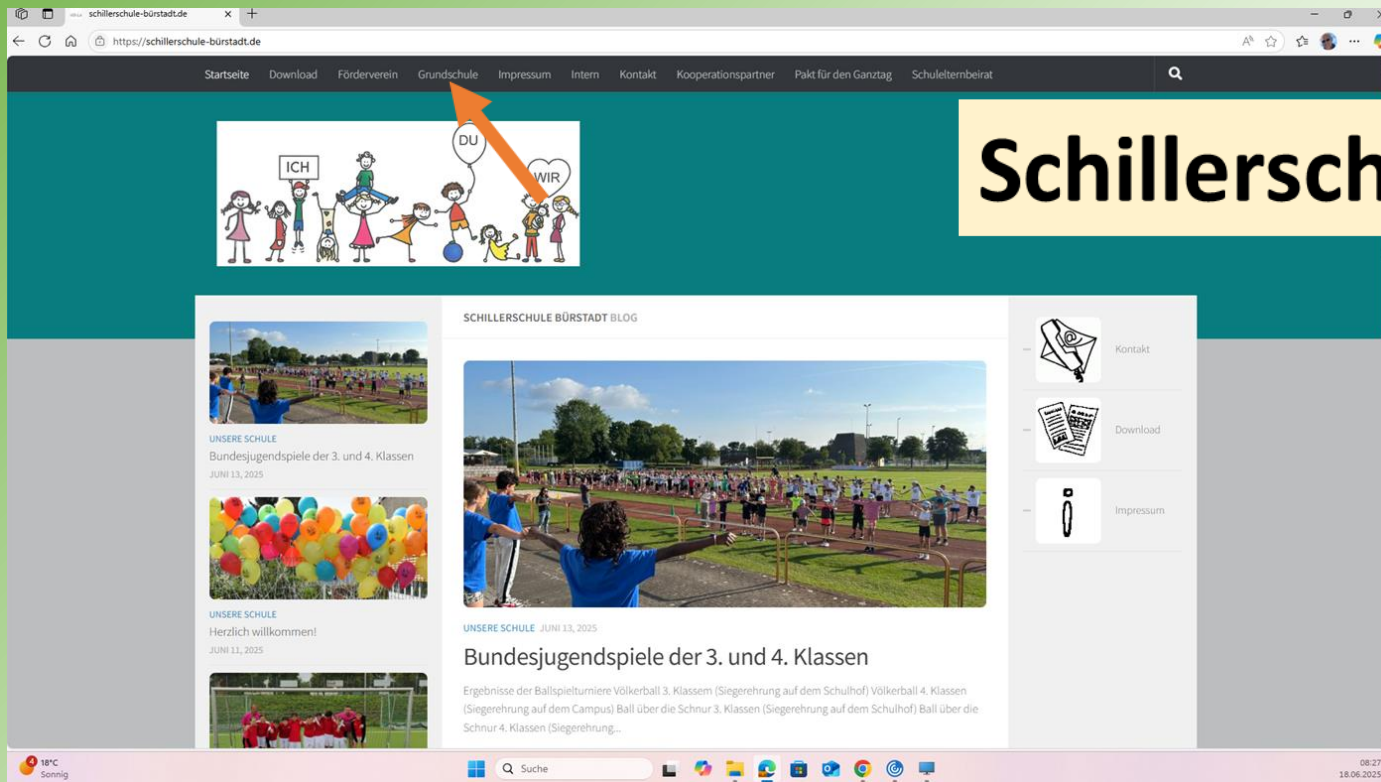 schillerschule-bürstadt.de
https://schillerschule-bürstadt.de
Startseite Download Förderverein Grundschule Impressum Intern Kontakt Kooperationspartner Pakt für den Ganztag Schulelternbeirat
ICH
DU
WIR
Schillersch
SCHILLERSCHULE BÜRSTADT BLOG
UNSERE SCHULE
Bundesjugendspiele der 3. und 4. Klassen
JUNI 13, 2025
UNSERE SCHULE
Herzlich willkommen!
JUNI 11, 2025
UNSERE SCHULE JUNI 13, 2025
Bundesjugendspiele der 3. und 4. Klassen
Ergebnisse der Ballspielturniere Völkerball 3. Klassem (Siegerehrung auf dem Schulhof) Völkerball 4. Klassen
(Siegerehrung auf dem Campus) Ball über die Schnur 3. Klassen (Siegerehrung auf dem Schulhof) Ball über die
Schnur 4. Klassen (Siegerehrung...
Kontakt
Download
Impressum
4
18°C
Sonnig
Suche
08:27
18.06.2025